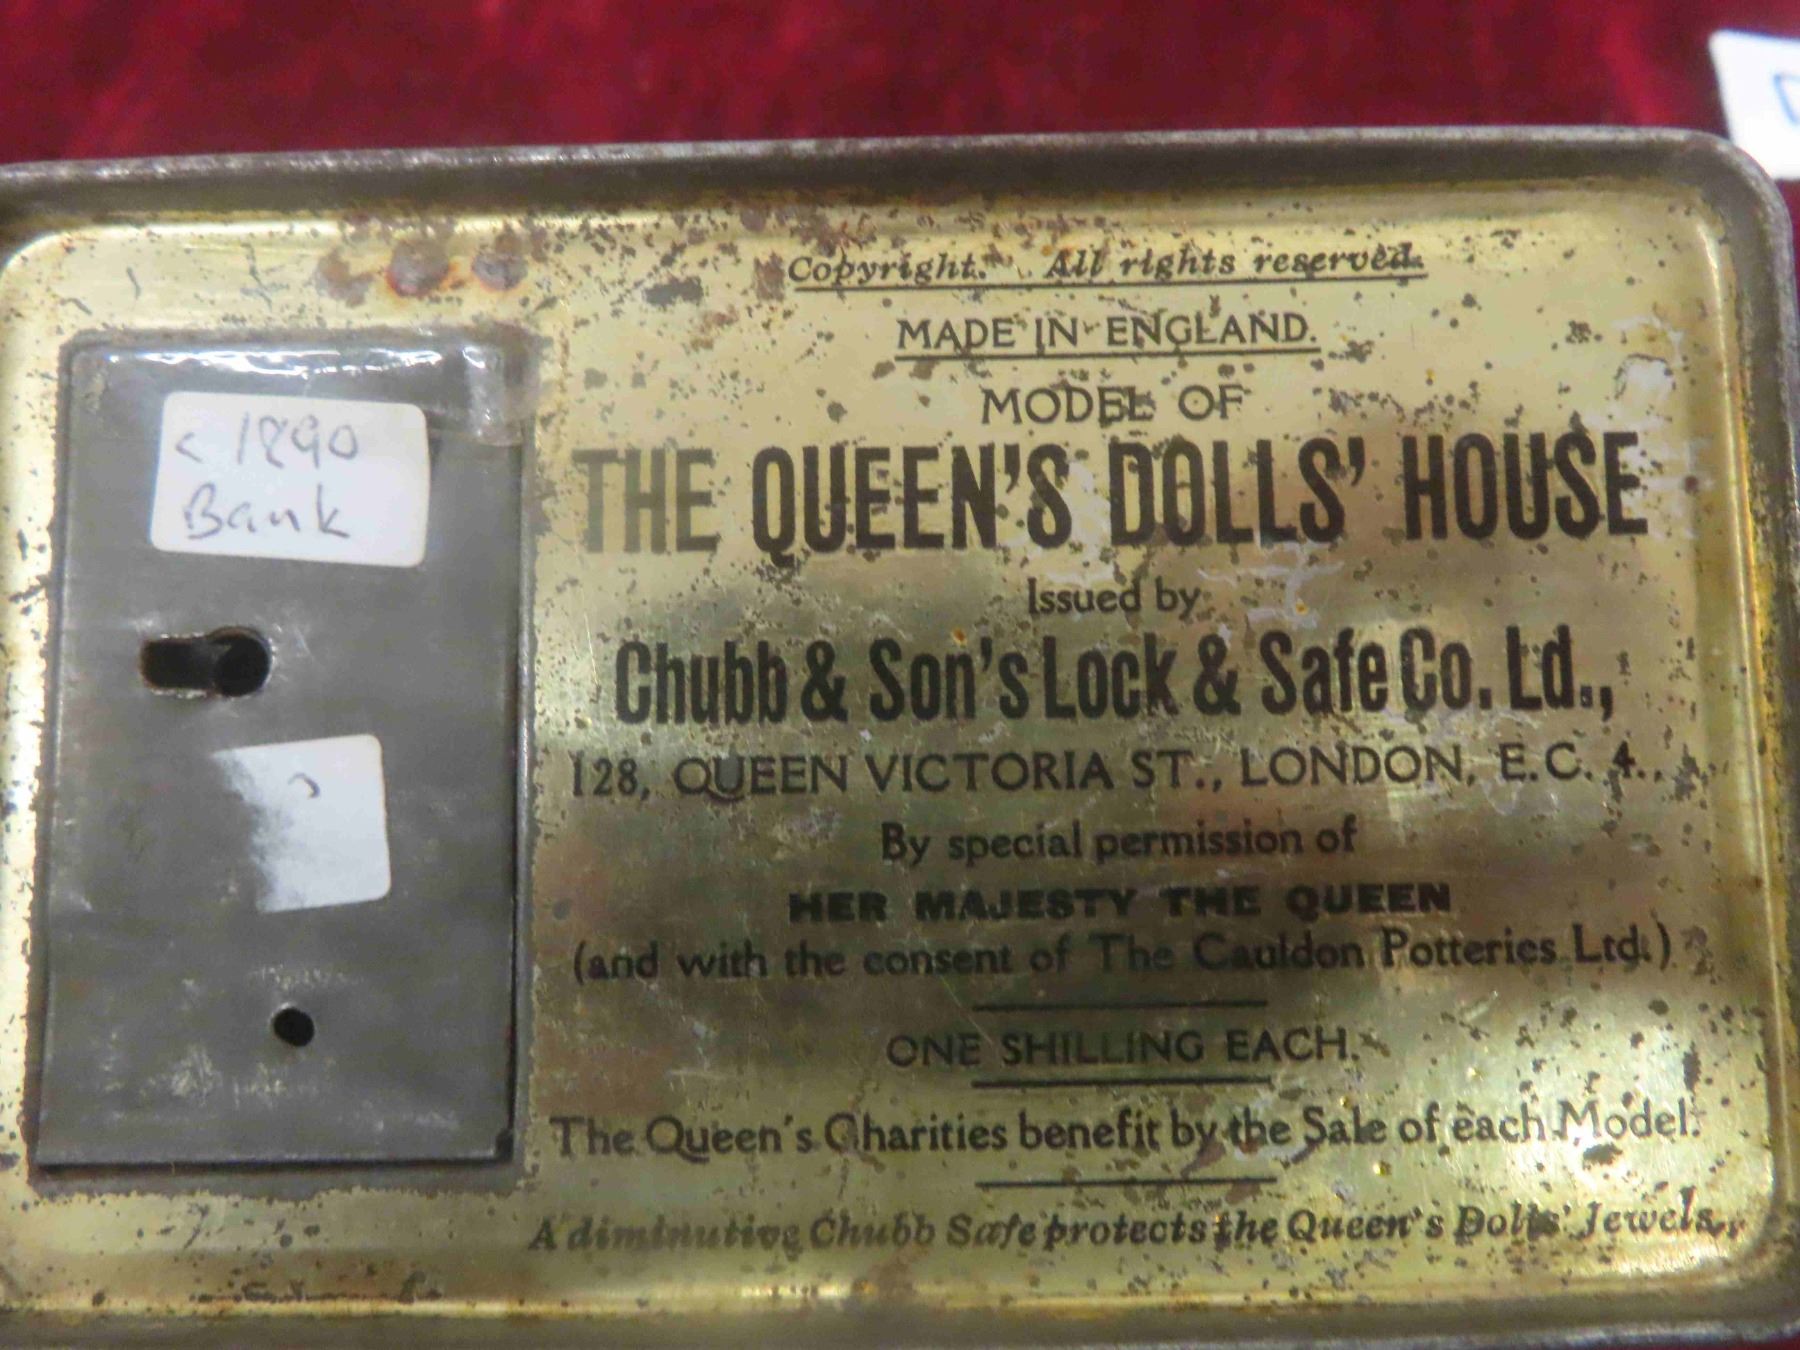 Copyright. All rights reserved.
MADE IN ENGLAND.
MODEL OF
THE QUEEN'S DOLLS' HOUSE
Issued by
Chubb & Son's Lock & Safe Co. Ld.,
128, QUEEN VICTORIA ST., LONDON, E.C. 4.
By special permission of
HER MAJESTY THE QUEEN
(and with the consent of The Cauldon Potteries Ltd.)
ONE SHILLING EACH.
The Queen's Charities benefit by the Sale of each Model.
A diminutive Chubb Safe protects the Queen's Dolls' Jewels.
< 1890
Bank